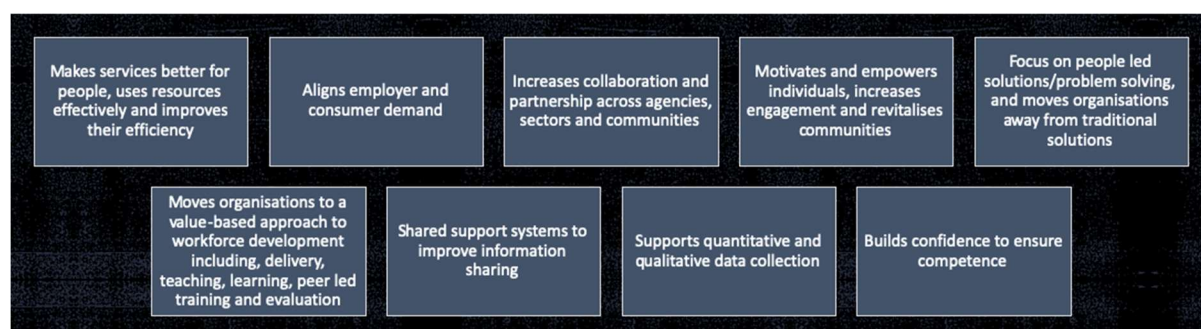 Makes services better for
people, uses resources
effectively and improves
their efficiency
Aligns employer and
consumer demand
Increases collaboration and
partnership across agencies,
sectors and communities
Motivates and empowers
individuals, increases
engagement and revitalises
communities
Focus on people led
solutions/problem solving,
and moves organisations
away from traditional
solutions
Moves organisations to a
value-based approach to
workforce development
including, delivery,
teaching, learning, peer led
training and evaluation
Shared support systems to
improve information
sharing
Supports quantitative and
qualitative data collection
Builds confidence to ensure
competence